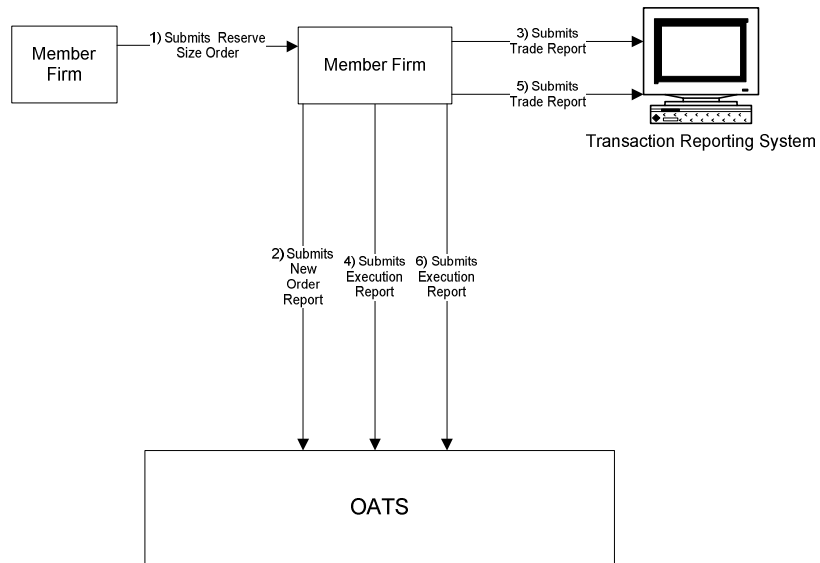 Member
Firm
1) Submits Reserve
Size Order
Member Firm
3) Submits
Trade Report
5) Submits
Trade Report
Transaction Reporting System
2) Submits
New
Order
Report
4) Submits
Execution
Report
6) Submits
Execution
Report
OATS